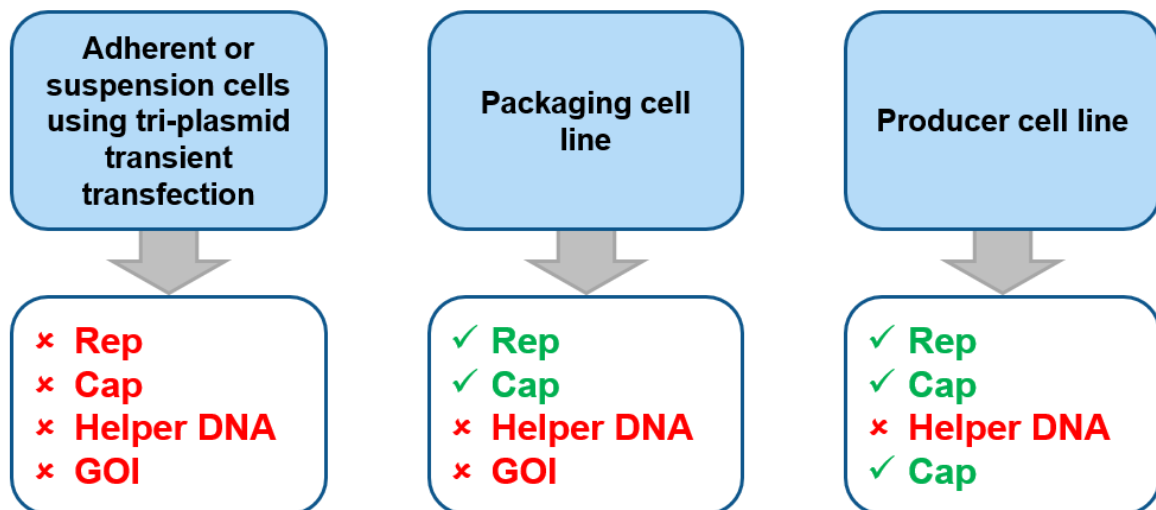 Adherent or
suspension cells
using tri-plasmid
transient
transfection
Packaging cell
line
Producer cell line
✘ Rep
✘ Cap
✘ Helper DNA
✘ GOI
✓ Rep
✓ Cap
✘ Helper DNA
✘ GOI
✓ Rep
✓ Cap
✘ Helper DNA
✓ Cap